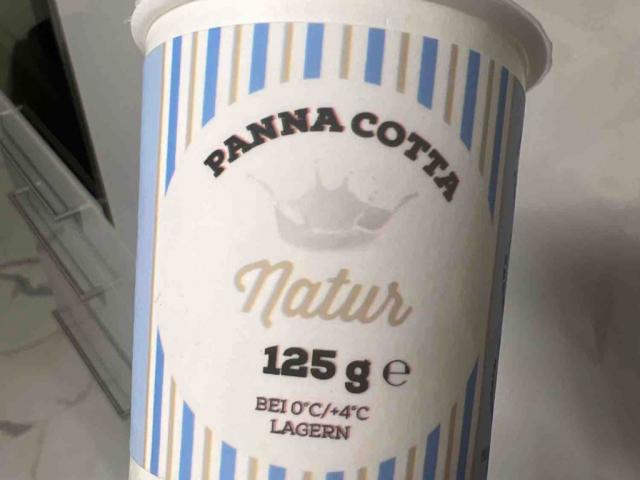 PANNA COTTA
Natur
125 g ℮
BEI 0°C/+4°C
LAGERN